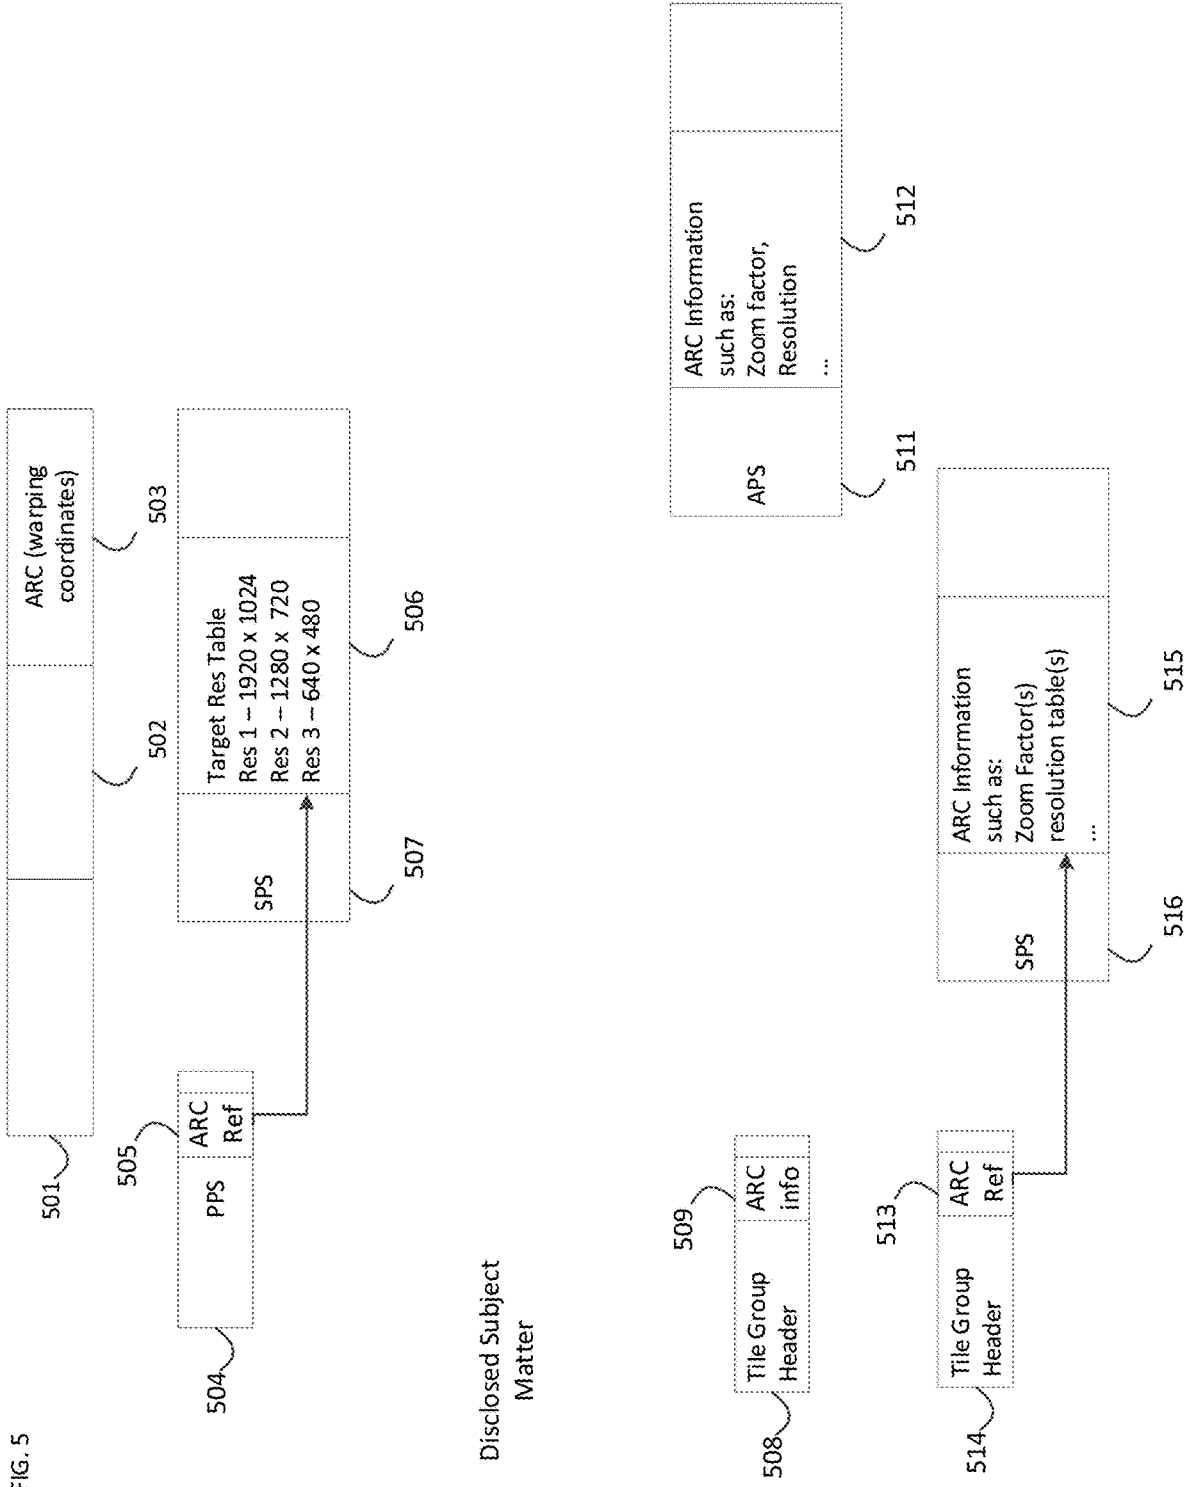 FIG. 5
501
502
503
ARC (warping
coordinates)
504
PPS
505
ARC
Ref
SPS
507
Target Res Table
Res 1 – 1920 x 1024
Res 2 – 1280 x 720
Res 3 – 640 x 480
506
Disclosed Subject
Matter
508
Tile Group
Header
509
ARC
info
APS
511
ARC Information
such as:
Zoom factor,
Resolution
...
512
514
Tile Group
Header
513
ARC
Ref
SPS
516
ARC Information
such as:
Zoom Factor(s)
resolution table(s)
...
515